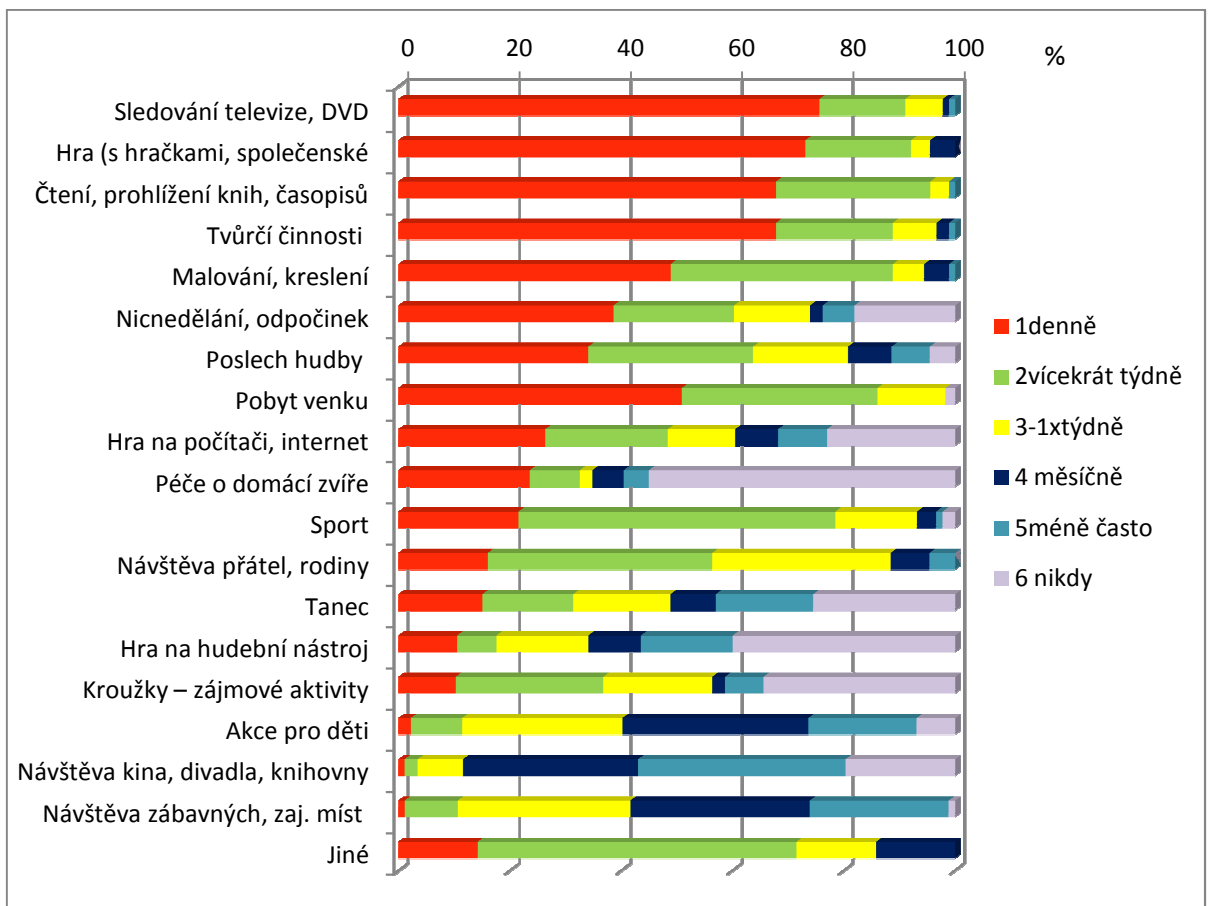 0 20 40 60 80 100 %
Sledování televize, DVD
Hra (s hračkami, společenské
Čtení, prohlížení knih, časopisů
Tvůrčí činnosti
Malování, kreslení
Nicnedělání, odpočinek
Poslech hudby
Pobyt venku
Hra na počítači, internet
Péče o domácí zvíře
Sport
Návštěva přátel, rodiny
Tanec
Hra na hudební nástroj
Kroužky – zájmové aktivity
Akce pro děti
Návštěva kina, divadla, knihovny
Návštěva zábavných, zaj. míst
Jiné
1denně
2vícekrát týdně
3-1xtýdně
4 měsíčně
5méně často
6 nikdy